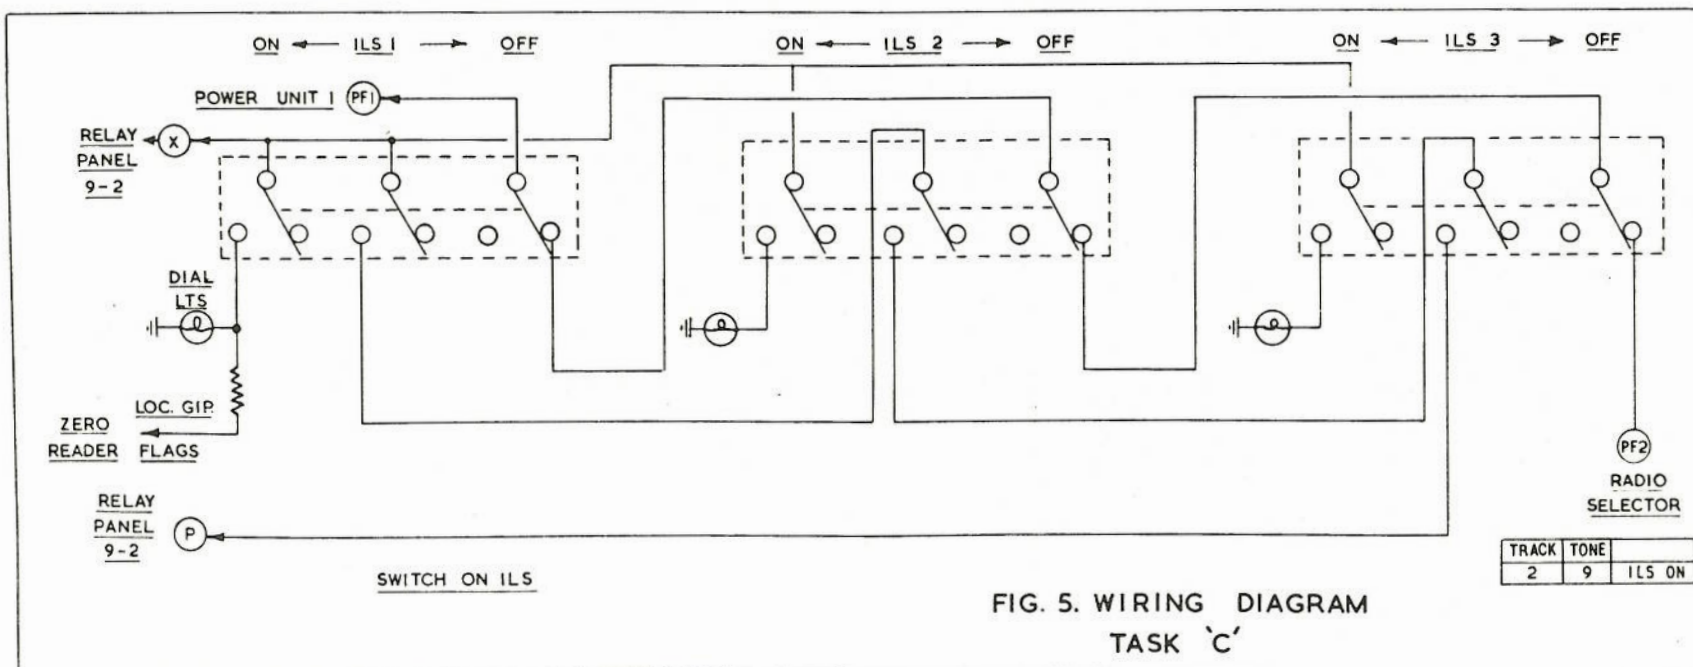 ON ILS 1 OFF
ON ILS 2 OFF
ON ILS 3 OFF
POWER UNIT 1 PF1
RELAY
PANEL
9-2
X
DIAL
LTS
LOC. GIP.
ZERO
READER FLAGS
RELAY
PANEL
9-2
P
SWITCH ON ILS
PF2
RADIO
SELECTOR
TRACK TONE
2 9 ILS ON
FIG. 5. WIRING DIAGRAM
TASK 'C'